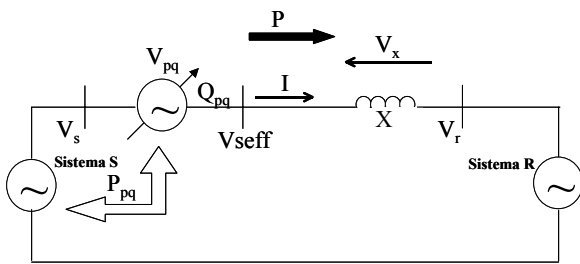 P
V_pq
V_x
Q_pq
I
V_s
Vseff
X
V_r
Sistema S
Sistema R
P_pq